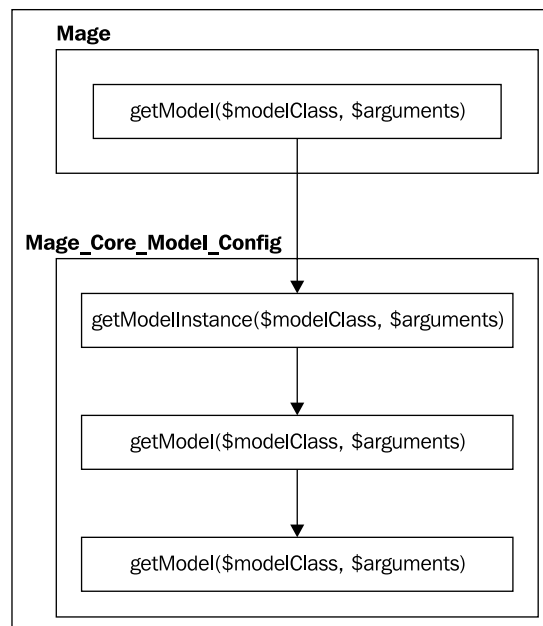 Mage
getModel($modelClass, $arguments)
Mage_Core_Model_Config
getModelInstance($modelClass, $arguments)
getModel($modelClass, $arguments)
getModel($modelClass, $arguments)